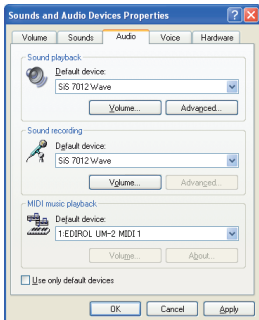 Sounds and Audio Devices Properties
Volume Sounds Audio Voice Hardware
Sound playback
Default device:
SiS 7012 Wave
Volume... Advanced...
Sound recording
Default device:
SiS 7012 Wave
Volume... Advanced...
MIDI music playback
Default device:
1:EDIROL UM-2 MIDI 1
Volume... About...
Use only default devices
OK Cancel Apply